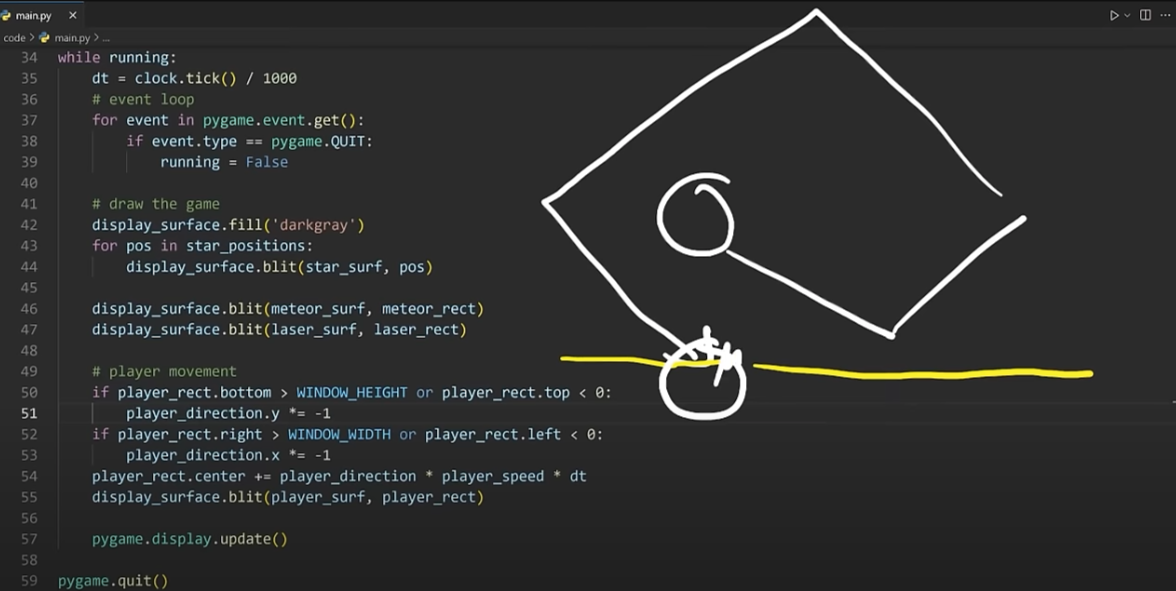 main.py ×
code > main.py > ...
34 while running:
35     dt = clock.tick() / 1000
36     # event loop
37     for event in pygame.event.get():
38         if event.type == pygame.QUIT:
39             running = False
40
41     # draw the game
42     display_surface.fill('darkgray')
43     for pos in star_positions:
44         display_surface.blit(star_surf, pos)
45
46     display_surface.blit(meteor_surf, meteor_rect)
47     display_surface.blit(laser_surf, laser_rect)
48
49     # player movement
50     if player_rect.bottom > WINDOW_HEIGHT or player_rect.top < 0:
51         player_direction.y *= -1
52     if player_rect.right > WINDOW_WIDTH or player_rect.left < 0:
53         player_direction.x *= -1
54     player_rect.center += player_direction * player_speed * dt
55     display_surface.blit(player_surf, player_rect)
56
57     pygame.display.update()
58
59 pygame.quit()